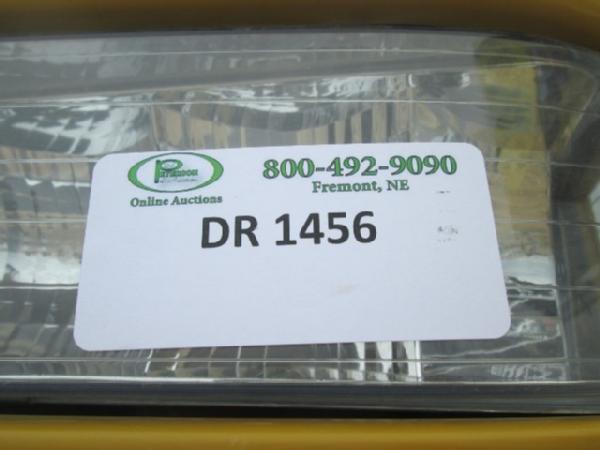 800-492-9090
Fremont, NE
Online Auctions
DR 1456